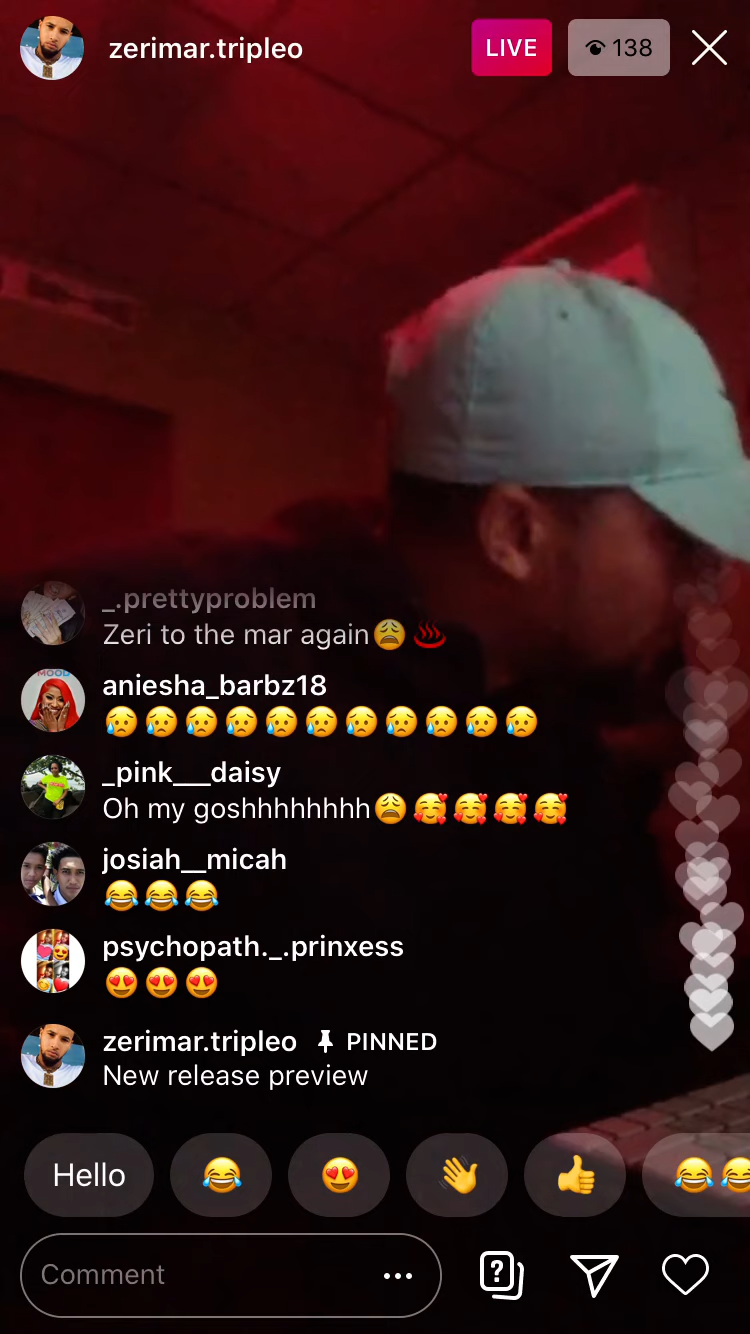 zerimar.tripleo
LIVE
138
_.prettyproblem
Zeri to the mar again😩♨️
MOOD
aniesha_barbz18
😥😥😥😥😥😥😥😥😥😥😥
_pink___daisy
Oh my goshhhhhhhh😩🥰🥰🥰🥰
josiah__micah
😂😂😂
psychopath._.prinxess
😍😍😍
zerimar.tripleo 📌 PINNED
New release preview
Hello 😂 😍 👋 👍 😂😂
Comment